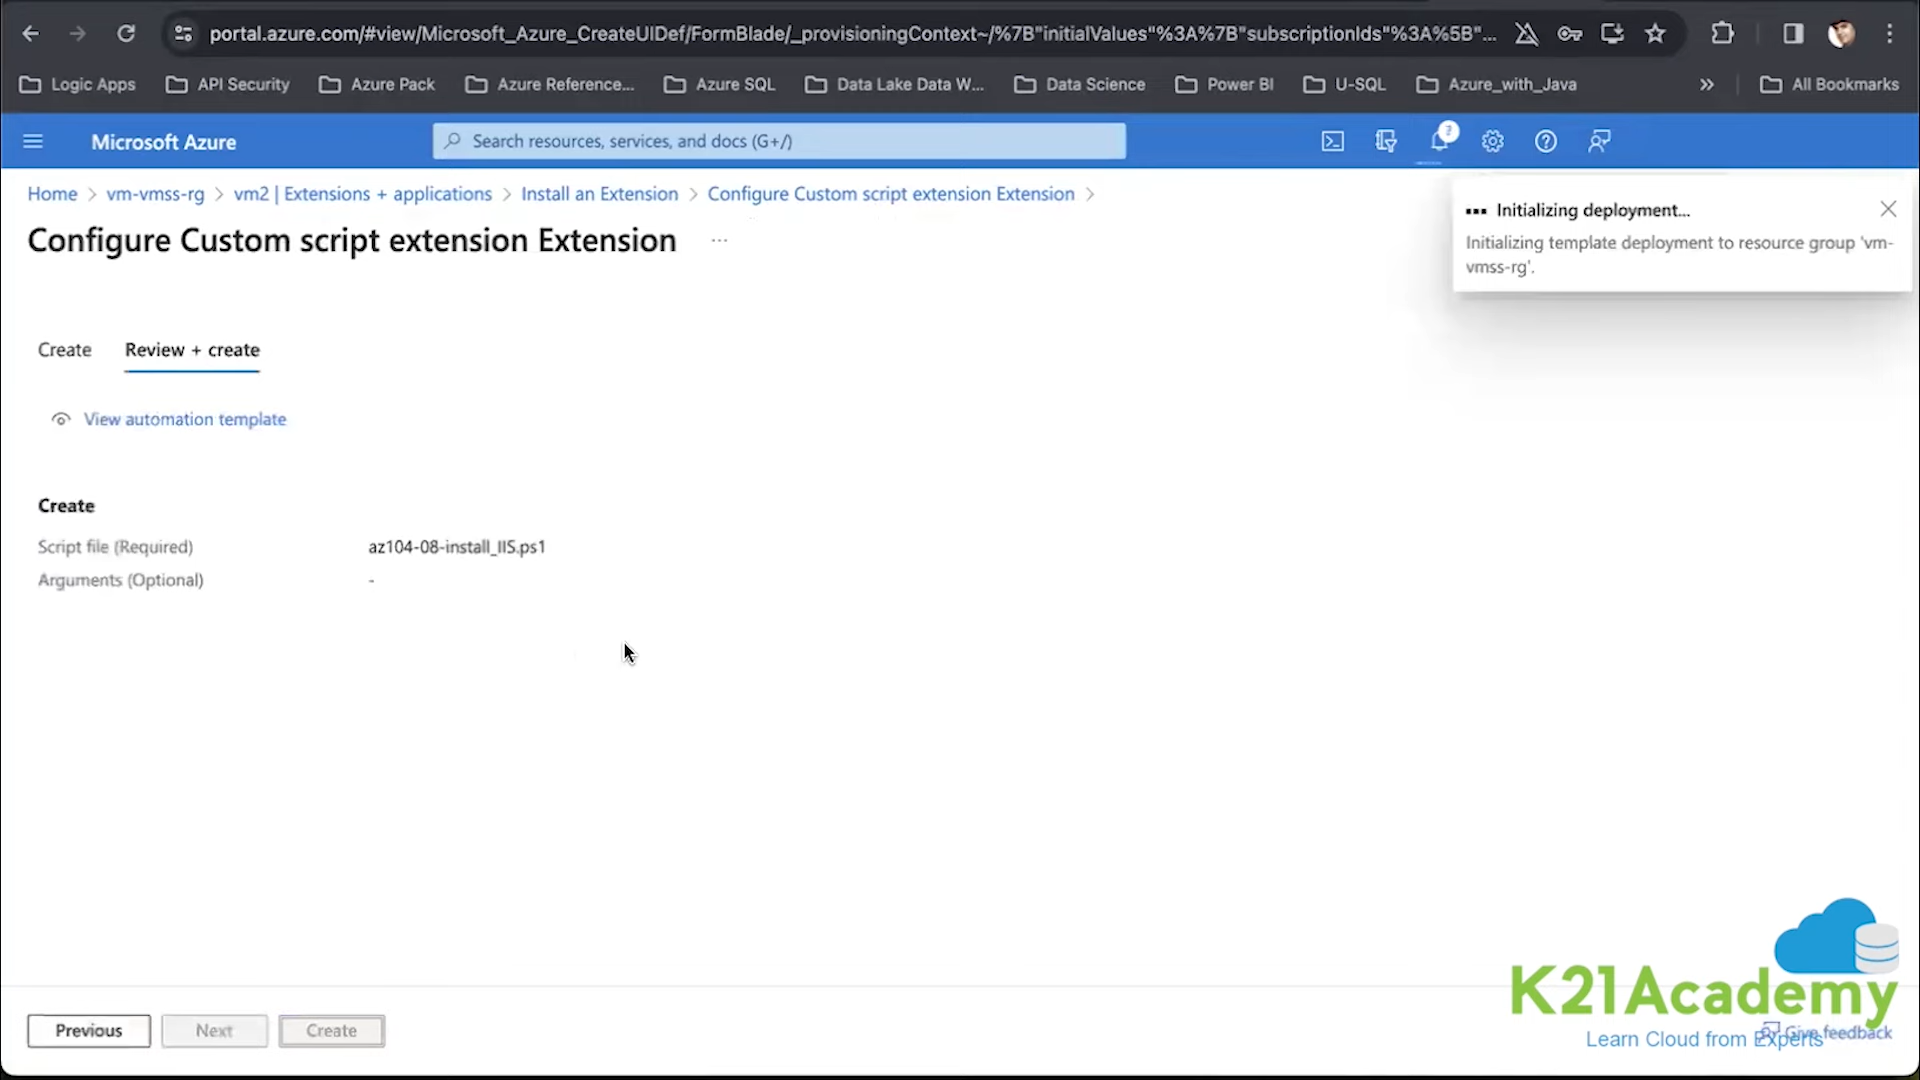 portal.azure.com/#view/Microsoft_Azure_CreateUIDef/FormBlade/_provisioningContext~/%7B"initialValues"%3A%7B"subscriptionIds"%3A%5B"...
Logic Apps API Security Azure Pack Azure Reference... Azure SQL Data Lake Data W... Data Science Power BI U-SQL Azure_with_Java » All Bookmarks
Microsoft Azure Search resources, services, and docs (G+/)
Home > vm-vmss-rg > vm2 | Extensions + applications > Install an Extension > Configure Custom script extension Extension >
Configure Custom script extension Extension ...
Initializing deployment...
Initializing template deployment to resource group 'vm-
vmss-rg'.
Create Review + create
View automation template
Create
Script file (Required) az104-08-install_IIS.ps1
Arguments (Optional) -
Previous Next Create
K21Academy
Learn Cloud from Experts
Give feedback